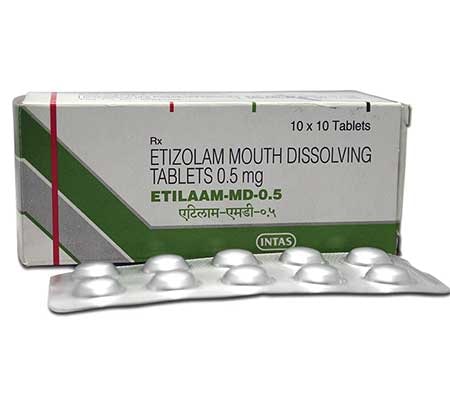 10 x 10 Tablets
Rx
ETIZOLAM MOUTH DISSOLVING
TABLETS 0.5 mg
ETILAAM-MD-0.5
एटिलाम-एमडी-०.५
INTAS